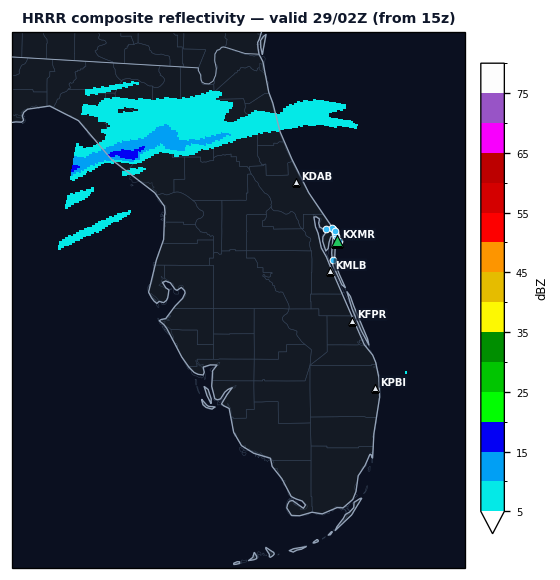 HRRR composite reflectivity — valid 29/02Z (from 15z)
KDAB
KXMR
KMLB
KFPR
KPBI
75
65
55
45
35
25
15
5
dBZ